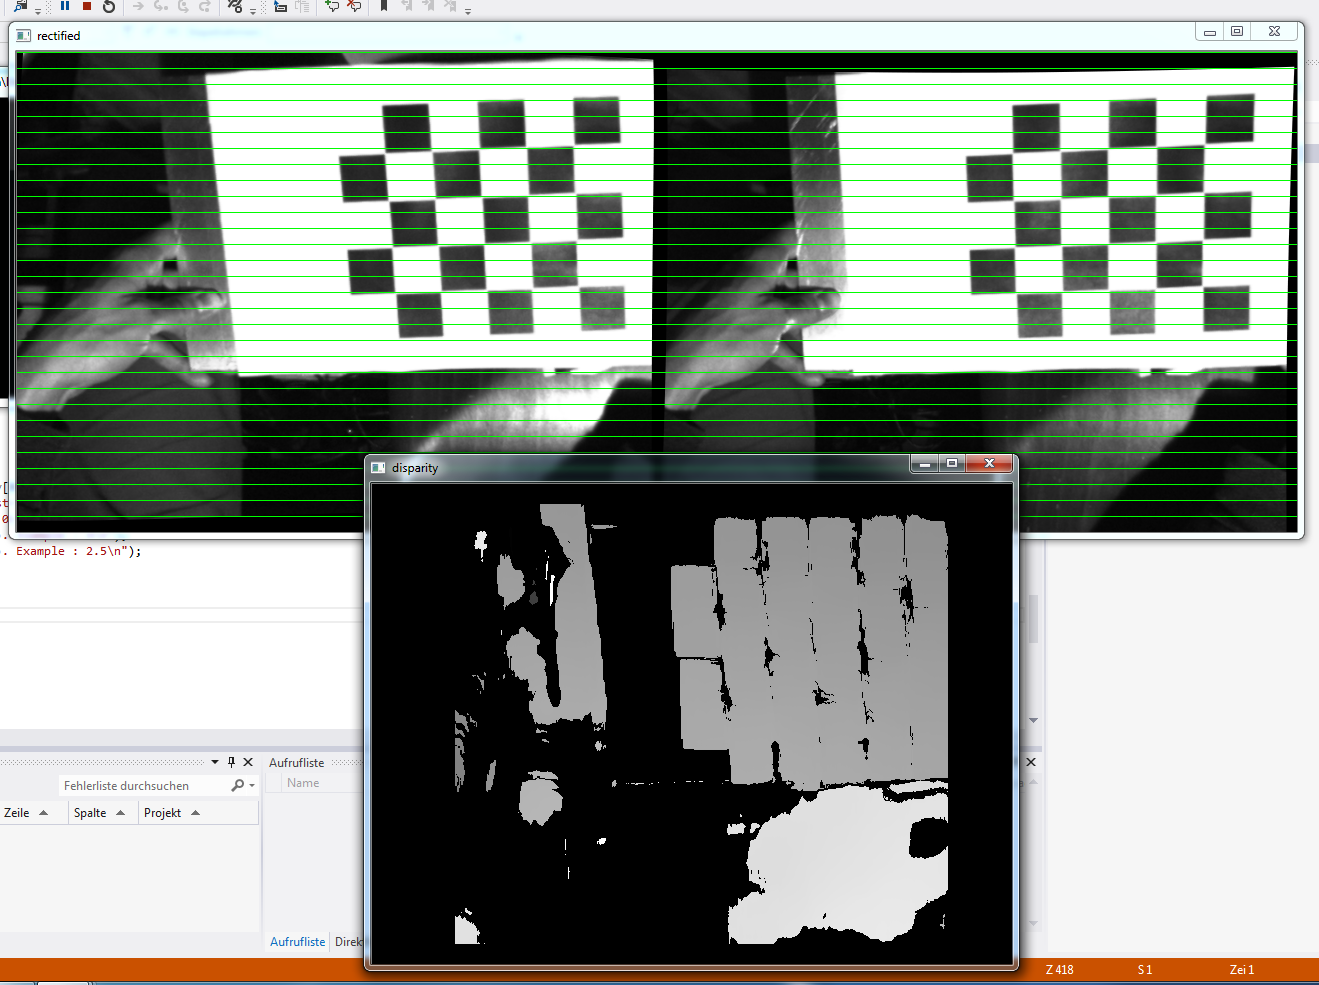 rectified
disparity
. Example : 2.5\n");
Aufrufliste
Fehlerliste durchsuchen
Name
Zeile
Spalte
Projekt
Aufrufliste
Direk
Z 418
S 1
Zei 1